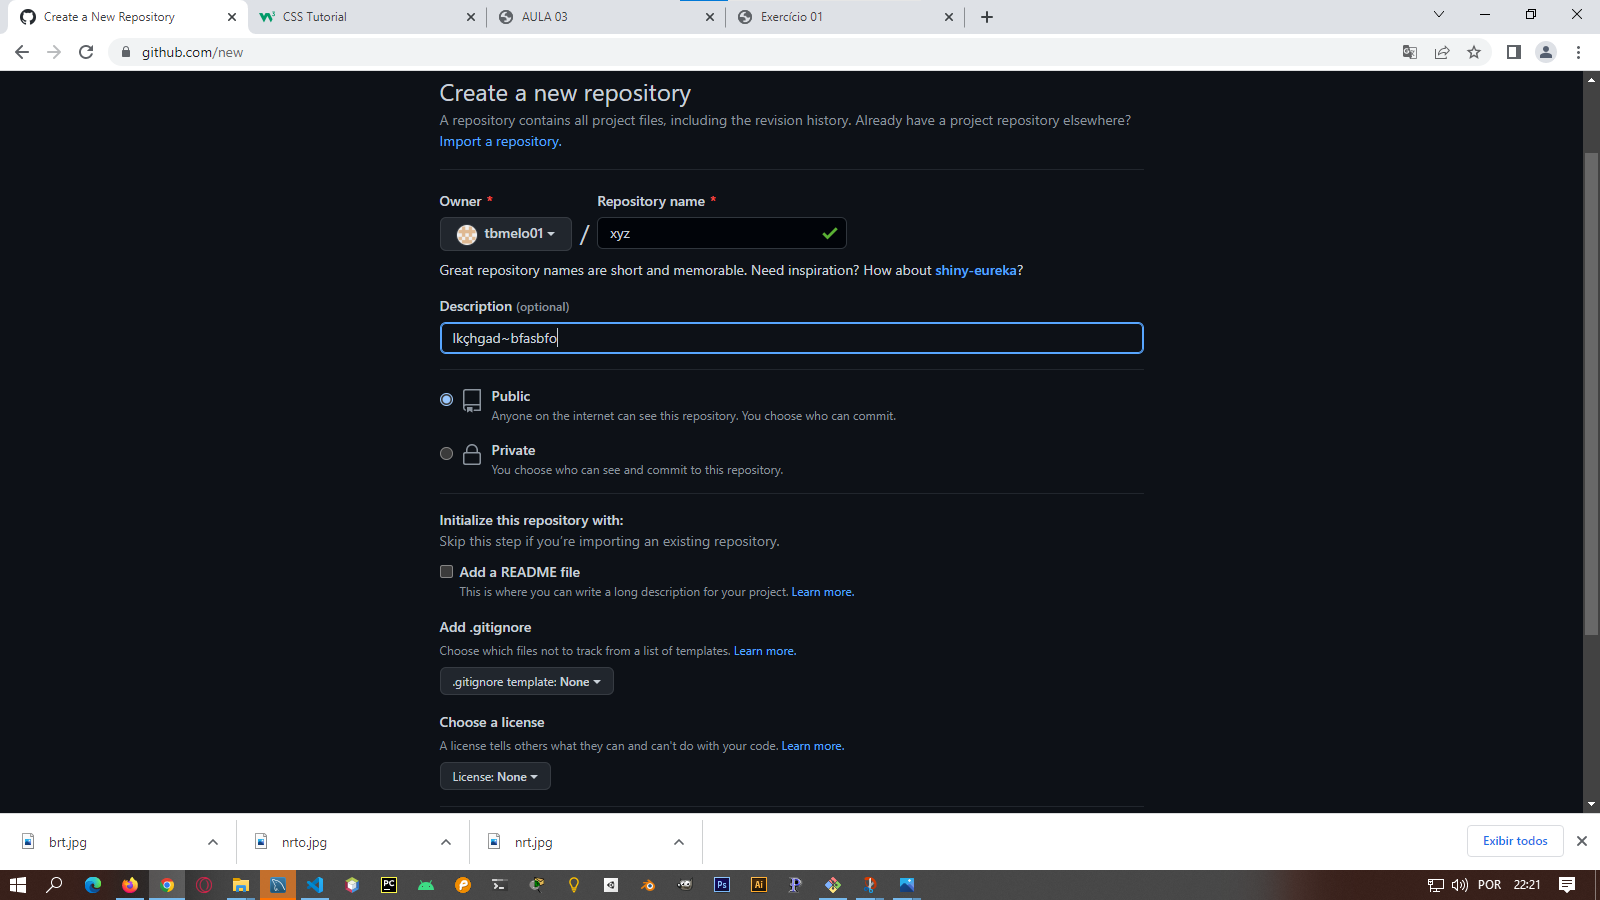 Create a New Repository
CSS Tutorial
AULA 03
Exercício 01
github.com/new
Create a new repository
A repository contains all project files, including the revision history. Already have a project repository elsewhere?
Import a repository.
Owner * Repository name *
tbmelo01 / xyz
Great repository names are short and memorable. Need inspiration? How about shiny-eureka?
Description (optional)
lkçhgad~bfasbfo
Public
Anyone on the internet can see this repository. You choose who can commit.
Private
You choose who can see and commit to this repository.
Initialize this repository with:
Skip this step if you're importing an existing repository.
Add a README file
This is where you can write a long description for your project. Learn more.
Add .gitignore
Choose which files not to track from a list of templates. Learn more.
.gitignore template: None
Choose a license
A license tells others what they can and can't do with your code. Learn more.
License: None
brt.jpg
nrto.jpg
nrt.jpg
Exibir todos
PC
Ps
Ai
POR
22:21